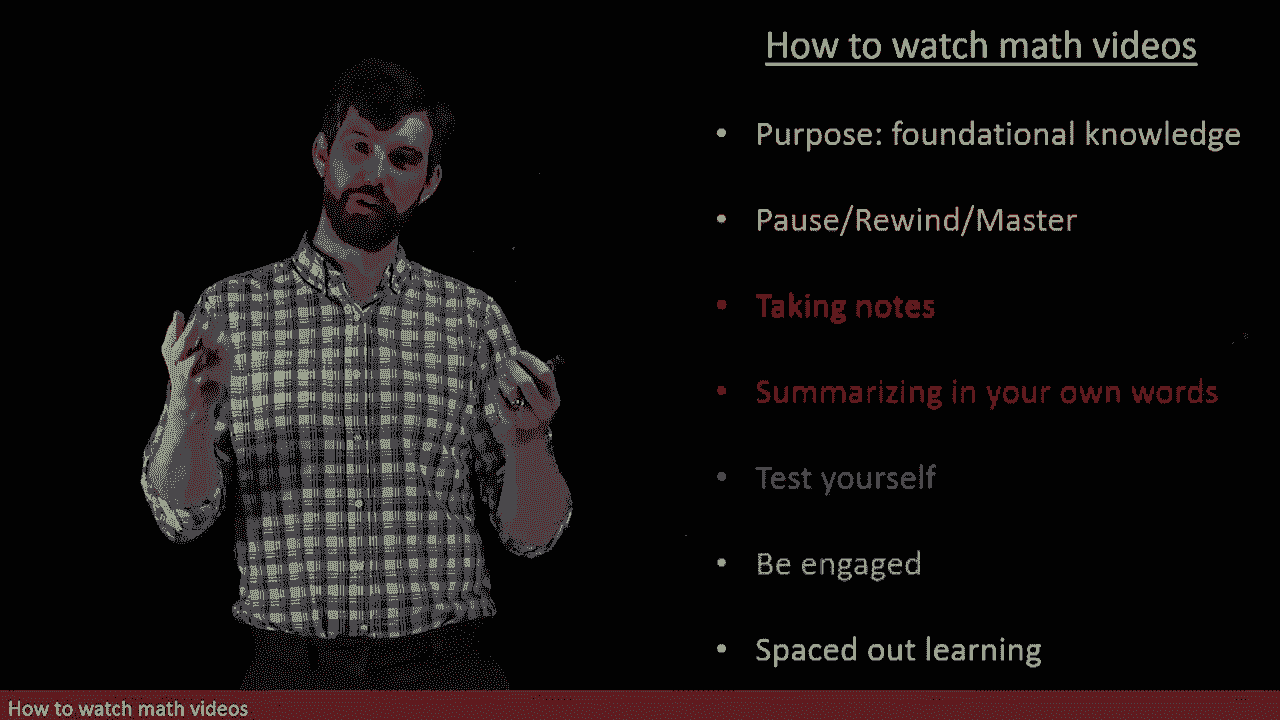 How to watch math videos
• Purpose: foundational knowledge
• Pause/Rewind/Master
• Taking notes
• Summarizing in your own words
• Test yourself
• Be engaged
• Spaced out learning
How to watch math videos